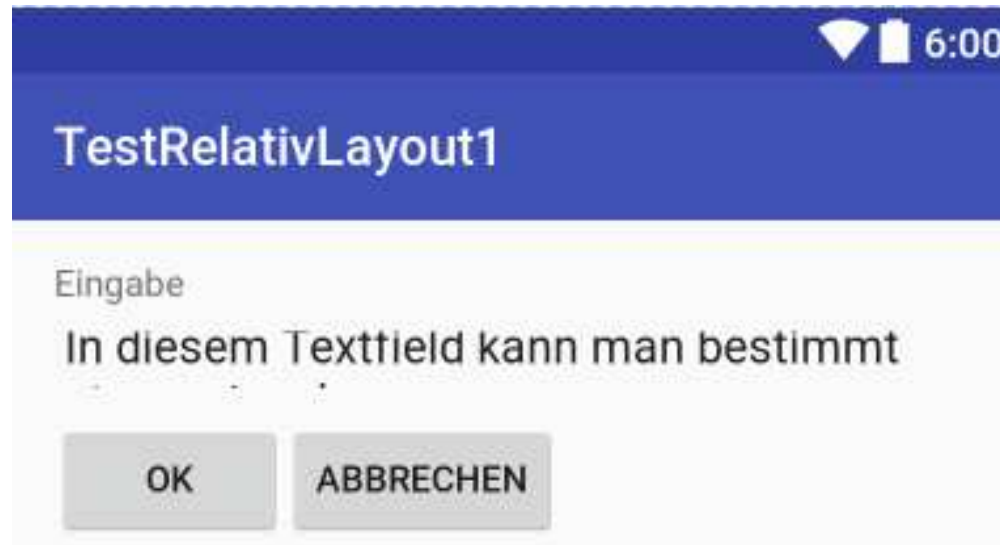 6:00
TestRelativLayout1
Eingabe
In diesem Textfield kann man bestimmt
OK ABBRECHEN